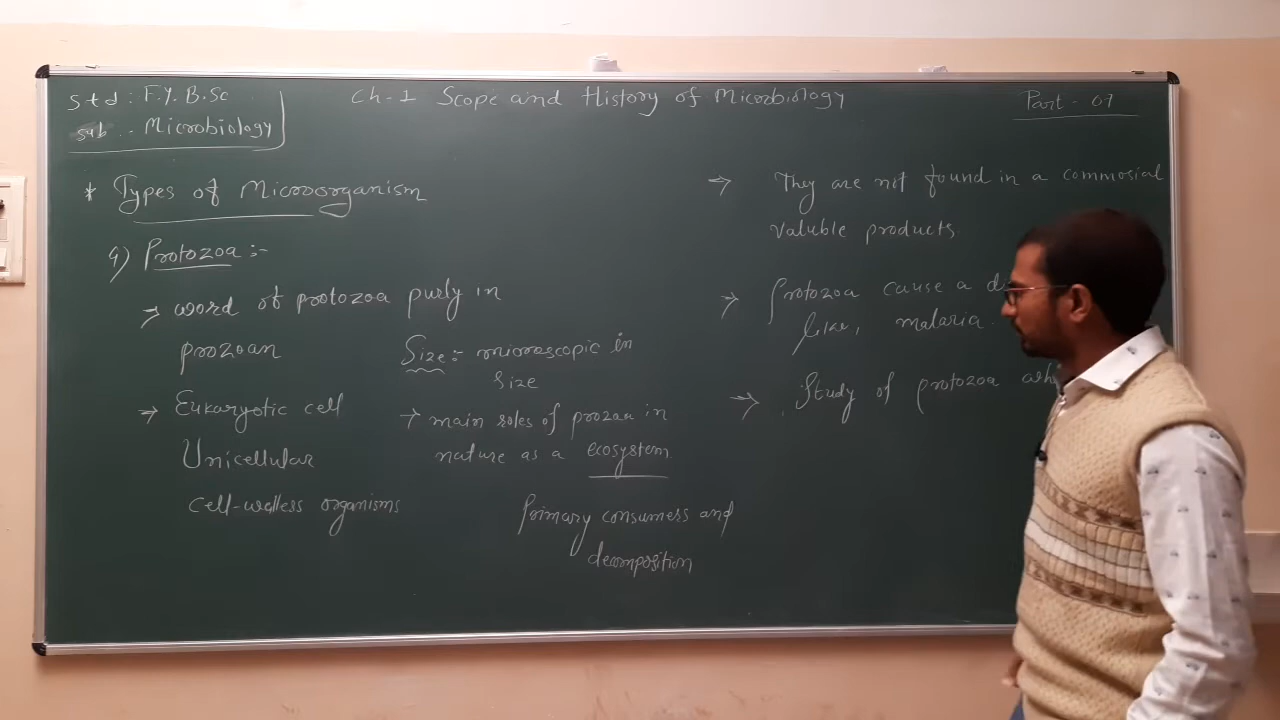 Std : F.Y. B.Sc
Sub :- Microbiology
Ch-1 Scope and History of Microbiology
Part - 07
* Types of Microorganism
4) Protozoa :-
→ word of protozoa purly in
prozoan
→ Eukaryotic cell
Unicellular
cell-walless organisms
Size :- microscopic in
size
→ main roles of prozaa in
nature as a ecosystem
Primary consumers and
decomposition
→ They are not found in a commosial
valuble products
→ Protozoa cause a
like, malaria.
→ Study of protozoa